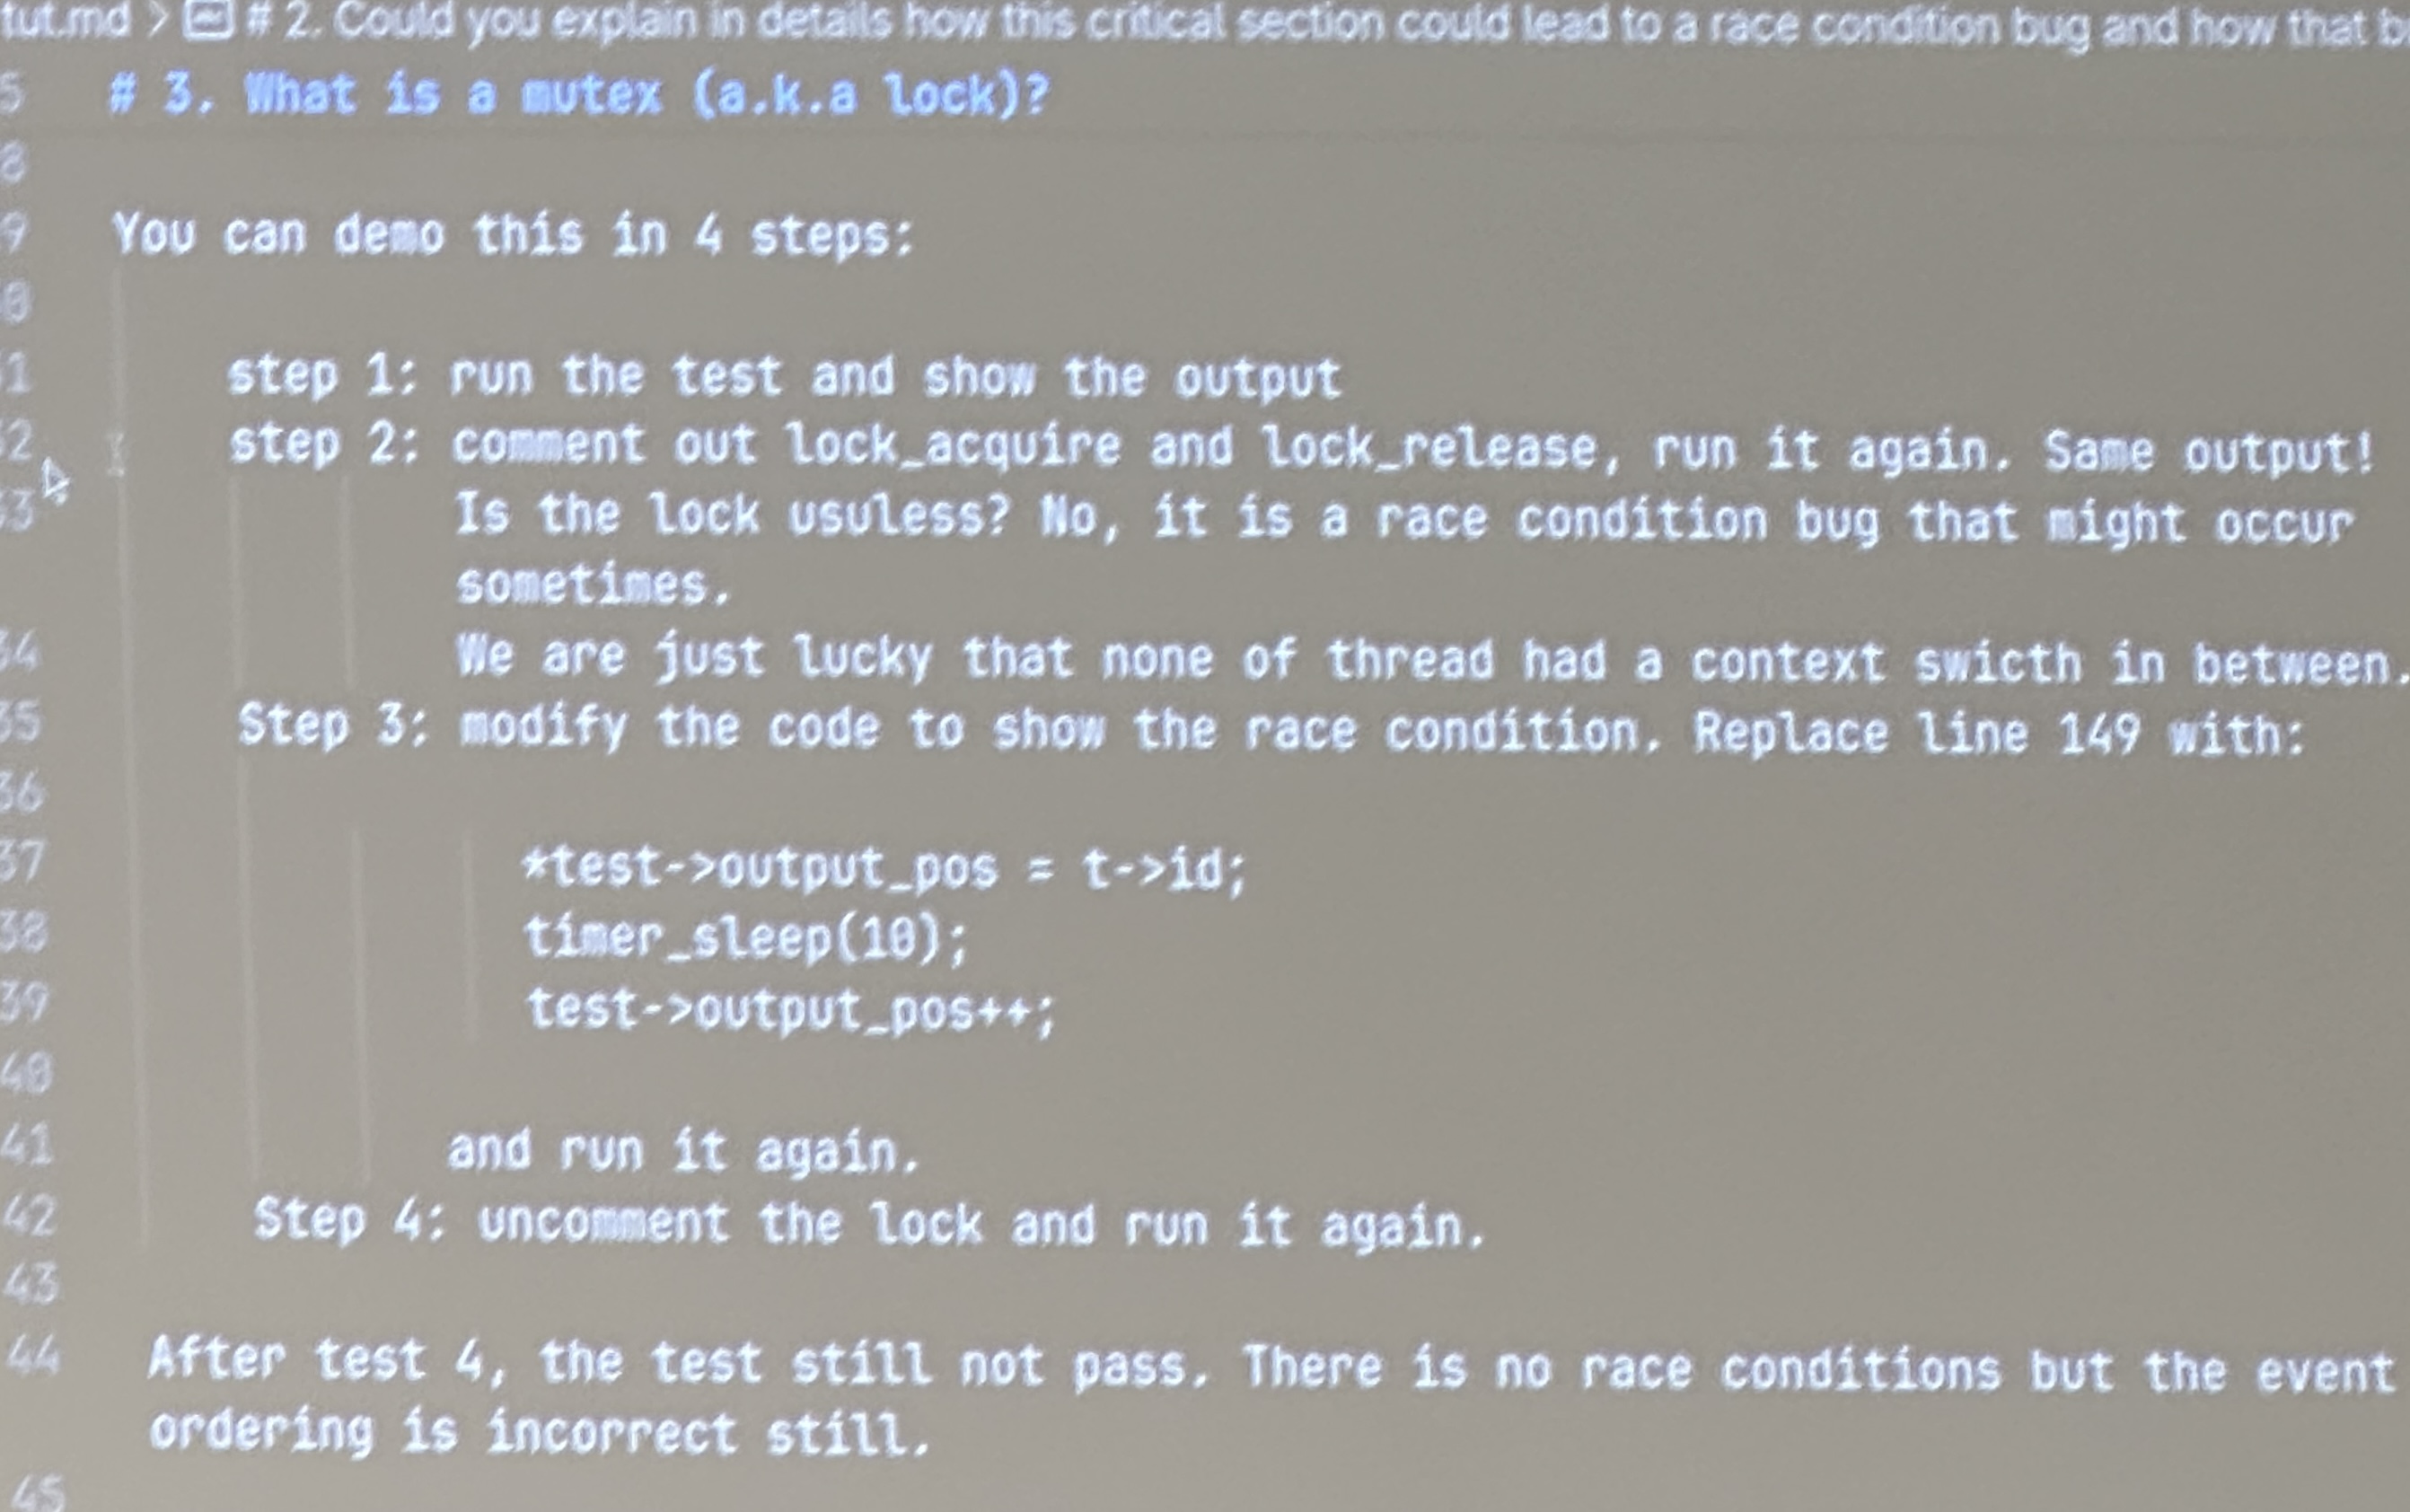 tut.md > # 2. Could you explain in details how this critical section could lead to a race condition bug and how that
5 # 3. What is a mutex (a.k.a lock)?
8
9 You can demo this in 4 steps:
0
1 step 1: run the test and show the output
2 step 2: comment out lock_acquire and lock_release, run it again. Same output!
33 Is the lock usuless? No, it is a race condition bug that might occur
sometimes.
34 We are just lucky that none of thread had a context swicth in between.
35 Step 3: modify the code to show the race condition. Replace line 149 with:
36
37 *test->output_pos = t->id;
38 timer_sleep(10);
39 test->output_pos++;
40
41 and run it again.
42 Step 4: uncomment the lock and run it again.
43
44 After test 4, the test still not pass. There is no race conditions but the event
ordering is incorrect still.
45